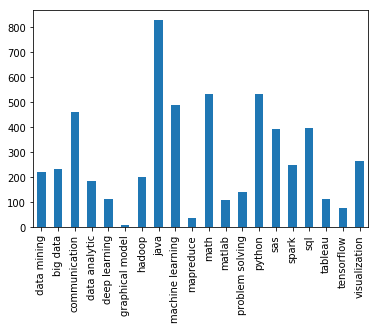 800
700
600
500
400
300
200
100
0
data mining
big data
communication
data analytic
deep learning
graphical model
hadoop
java
machine learning
mapreduce
math
matlab
problem solving
python
sas
spark
sql
tableau
tensorflow
visualization